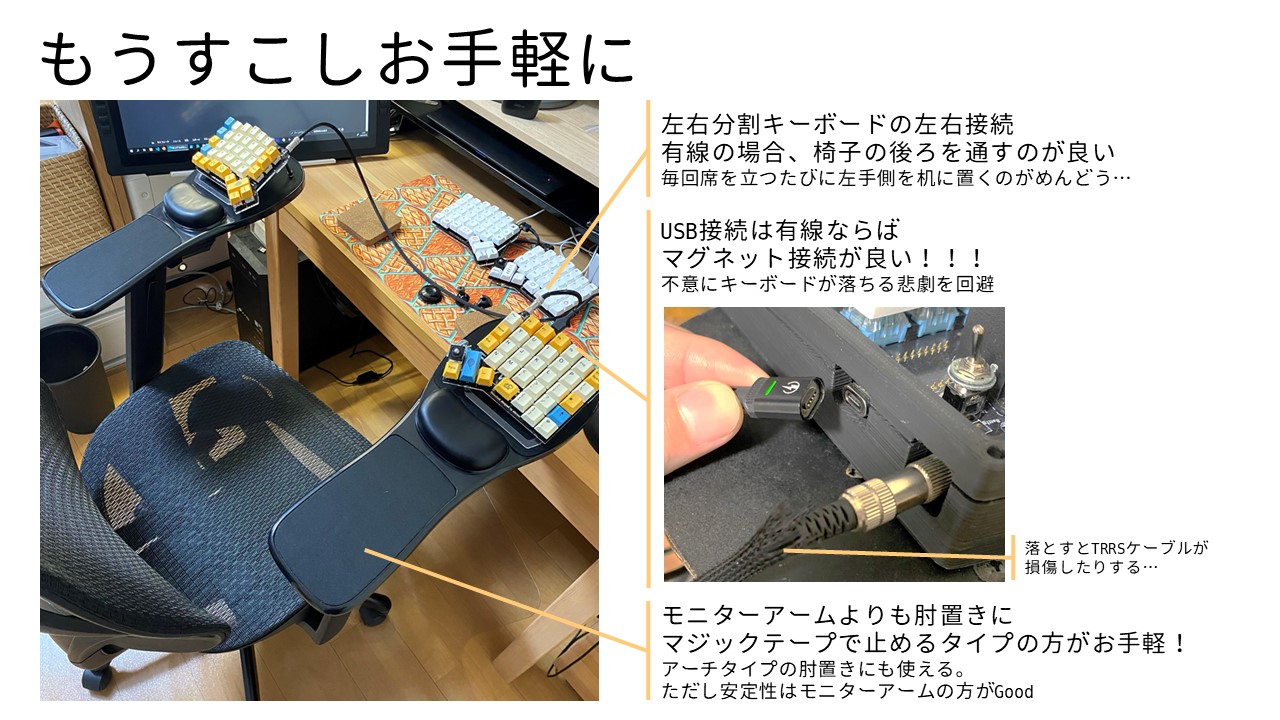 もうすこしお手軽に
左右分割キーボードの左右接続
有線の場合、椅子の後ろを通すのが良い
毎回席を立つたびに左手側を机に置くのがめんどう…
USB接続は有線ならば
マグネット接続が良い！！！
不意にキーボードが落ちる悲劇を回避
落とすとTRRSケーブルが
損傷したりする…
モニターアームよりも肘置きに
マジックテープで止めるタイプの方がお手軽！
アーチタイプの肘置きにも使える。
ただし安定性はモニターアームの方がGood